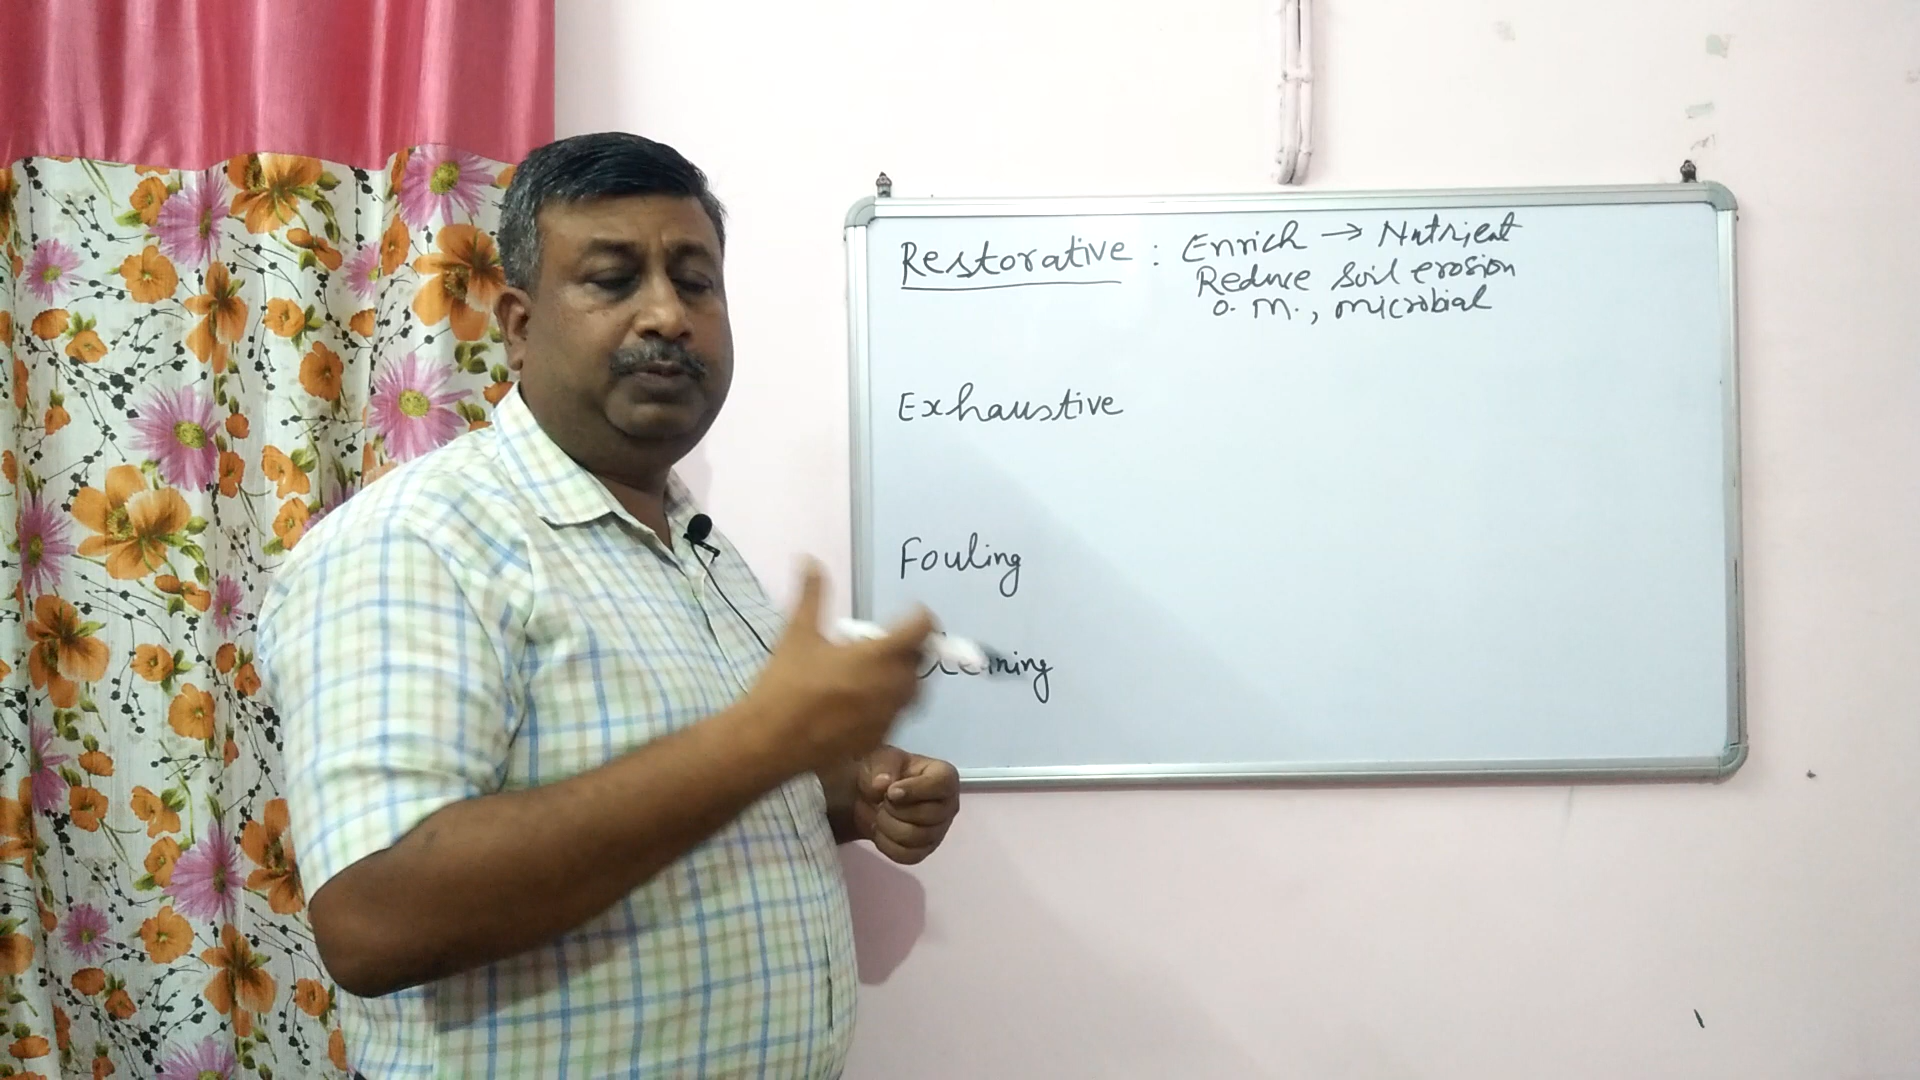 Restorative : Enrich → Nutrient
Reduce soil erosion
O. M., microbial
Exhaustive
Fouling